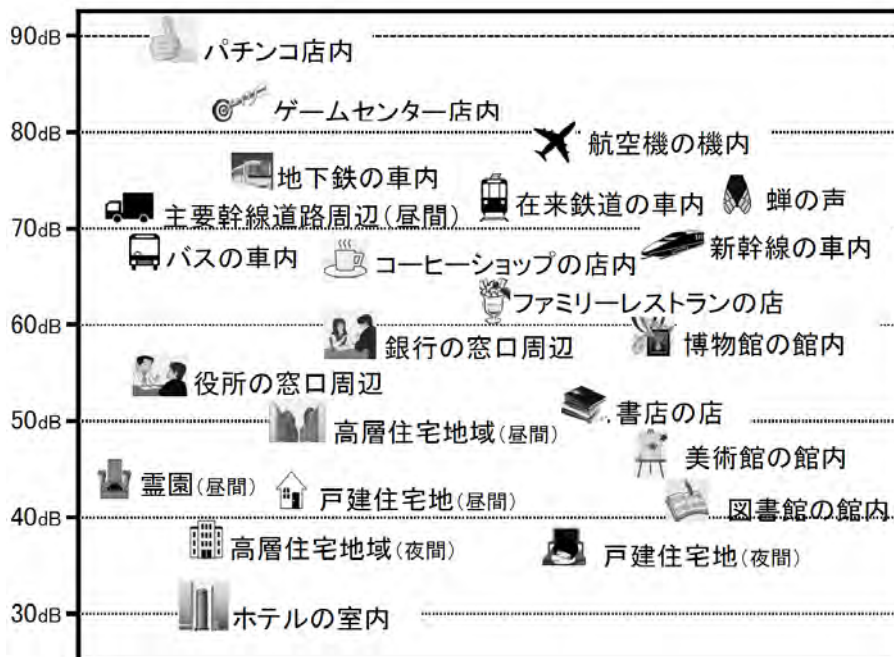 90dB
パチンコ店内
ゲームセンター店内
80dB
航空機の機内
地下鉄の車内
在来鉄道の車内
蝉の声
主要幹線道路周辺(昼間)
70dB
バスの車内
コーヒーショップの店内
新幹線の車内
ファミリーレストランの店
60dB
銀行の窓口周辺
博物館の館内
役所の窓口周辺
書店の店
50dB
高層住宅地域(昼間)
美術館の館内
霊園(昼間)
戸建住宅地(昼間)
図書館の館内
40dB
高層住宅地域(夜間)
戸建住宅地(夜間)
30dB
ホテルの室内